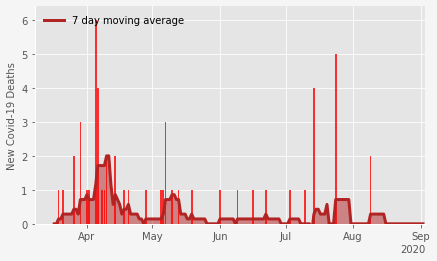 7 day moving average
New Covid-19 Deaths
6
5
4
3
2
1
0
Apr
May
Jun
Jul
Aug
Sep
2020